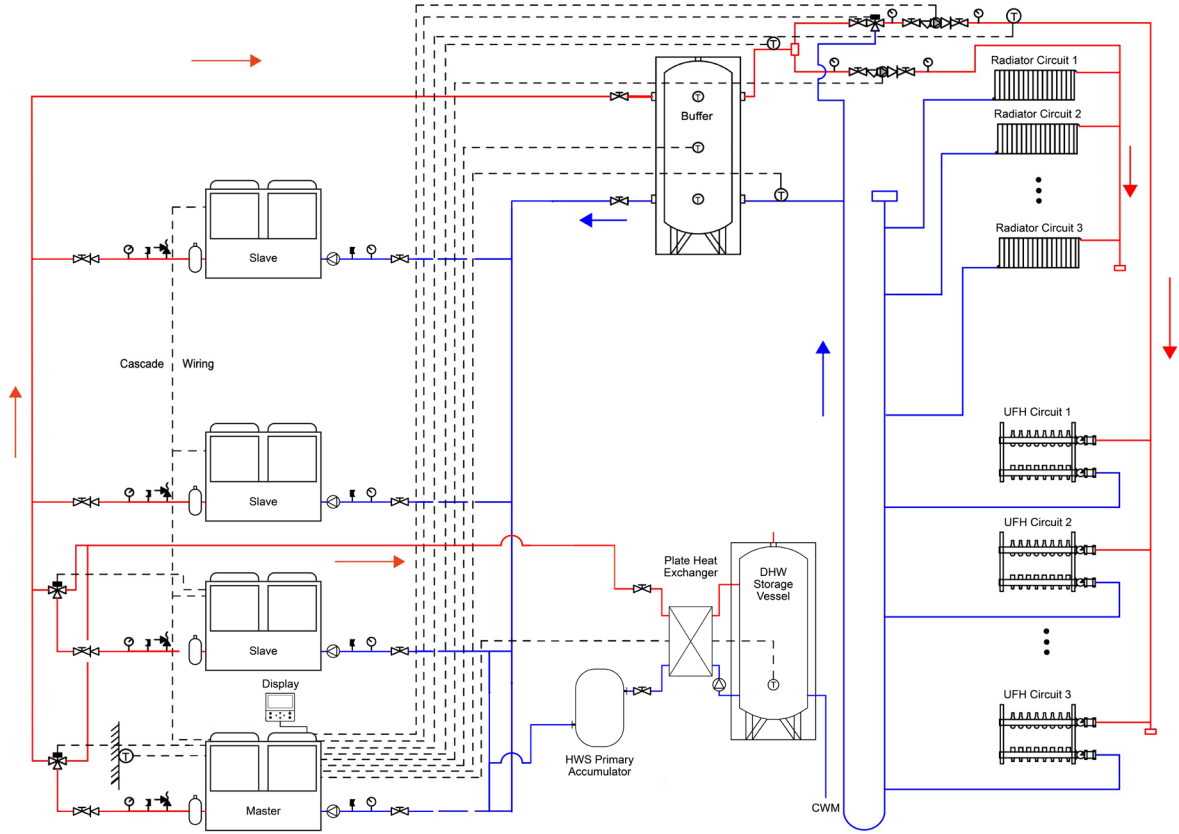 Radiator Circuit 1
T
T
T
Buffer
Radiator Circuit 2
T
T
T
Radiator Circuit 3
Slave
Cascade Wiring
UFH Circuit 1
Slave
UFH Circuit 2
Plate Heat
Exchanger
DHW
Storage
Vessel
Slave
Display
T
UFH Circuit 3
T
HWS Primary
Accumulator
Master
CWM